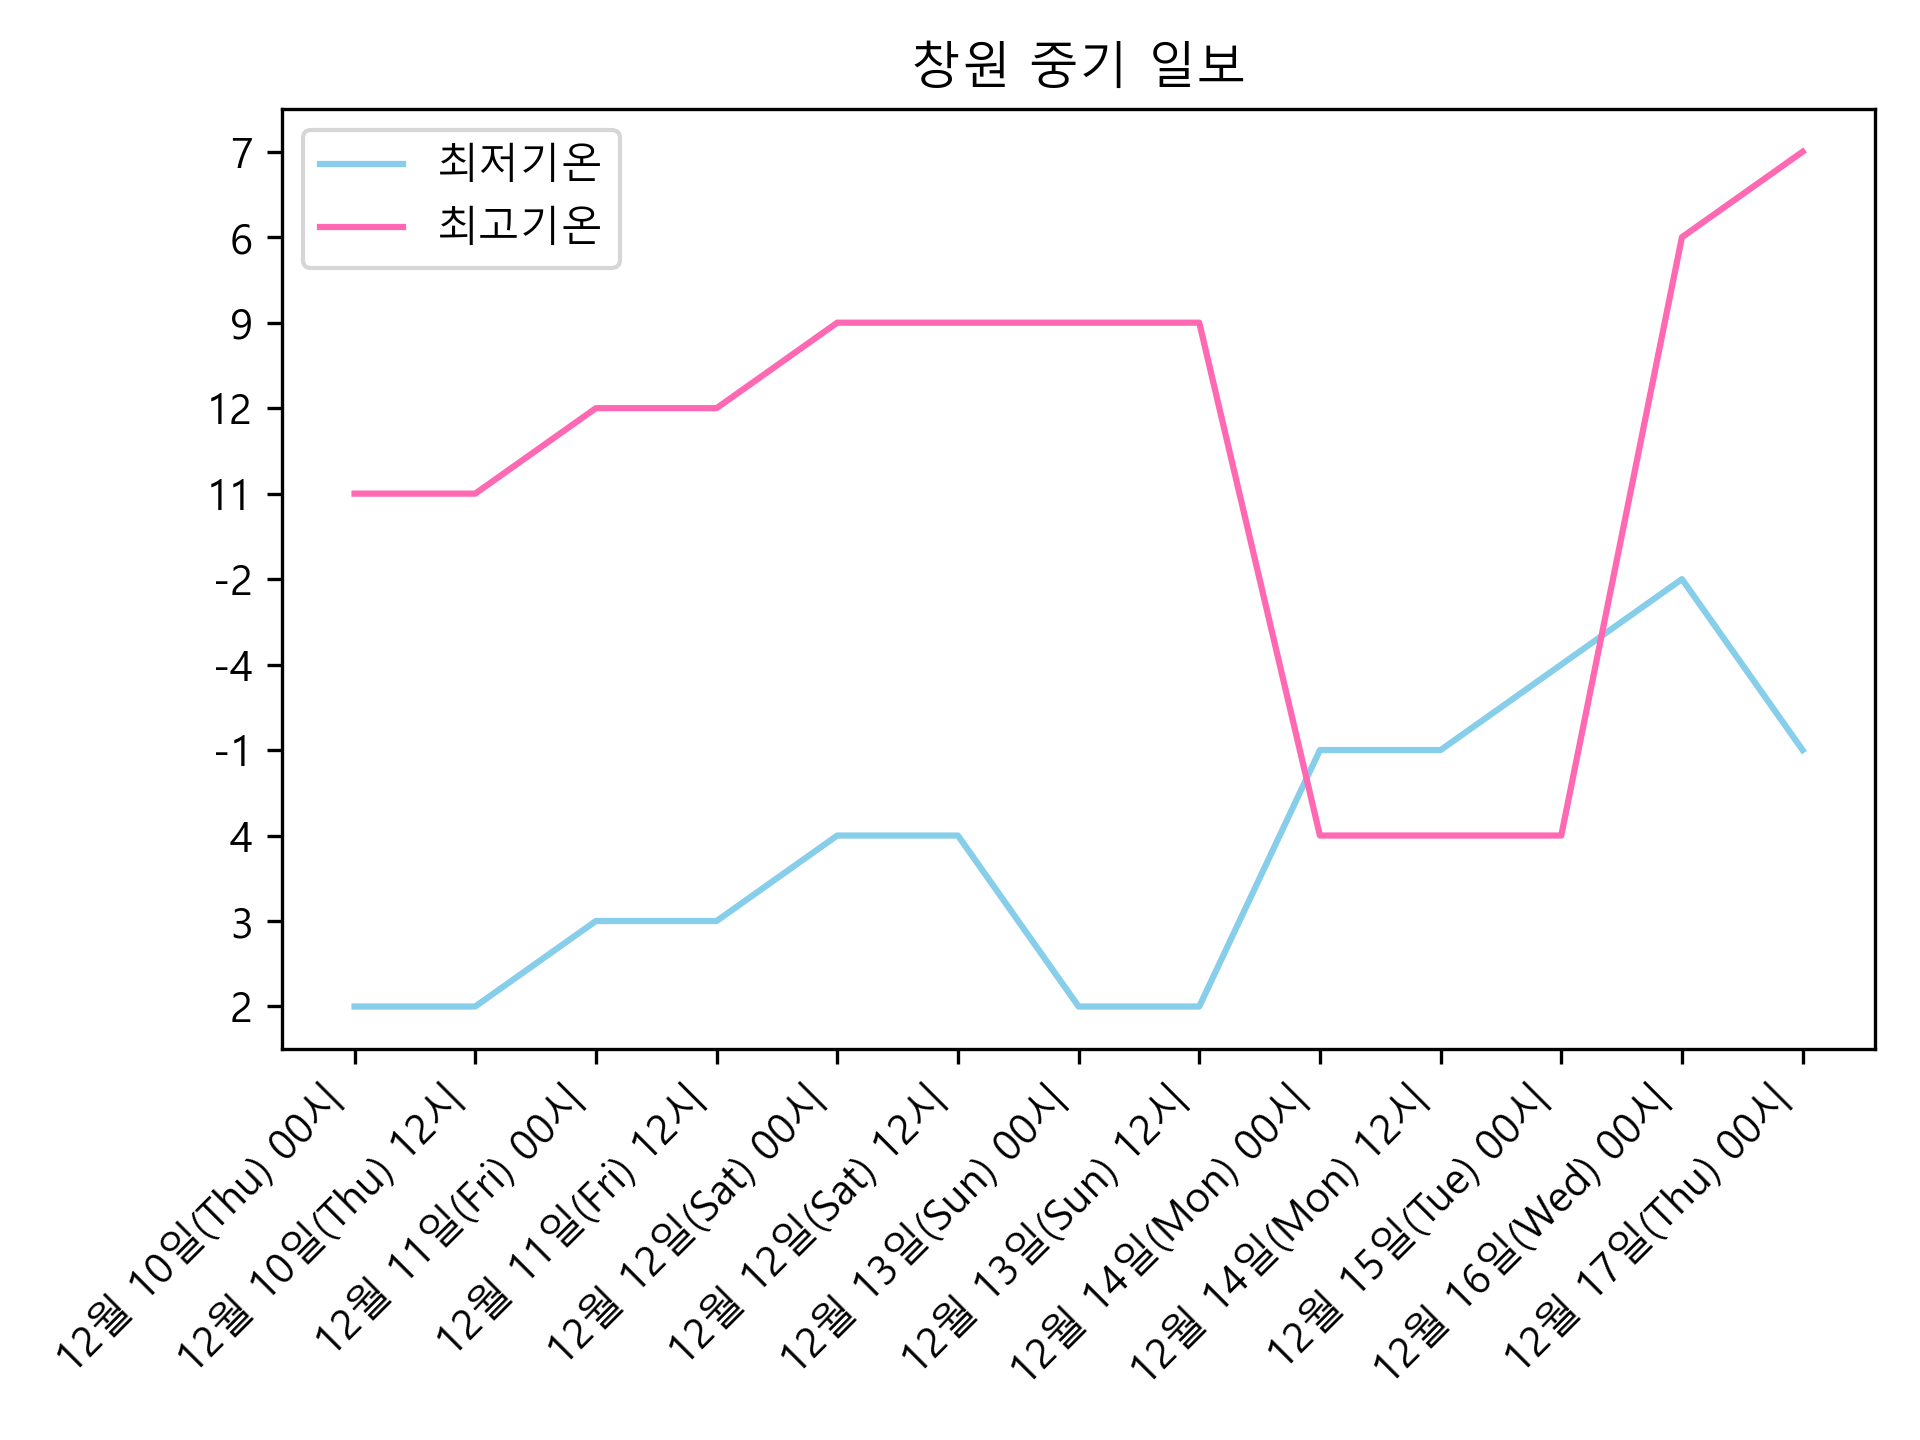 창원 중기 일보
최저기온
최고기온
7
6
9
12
11
-2
-4
-1
4
3
2
12월 10일(Thu) 00시
12월 10일(Thu) 12시
12월 11일(Fri) 00시
12월 11일(Fri) 12시
12월 12일(Sat) 00시
12월 12일(Sat) 12시
12월 13일(Sun) 00시
12월 13일(Sun) 12시
12월 14일(Mon) 00시
12월 14일(Mon) 12시
12월 15일(Tue) 00시
12월 16일(Wed) 00시
12월 17일(Thu) 00시